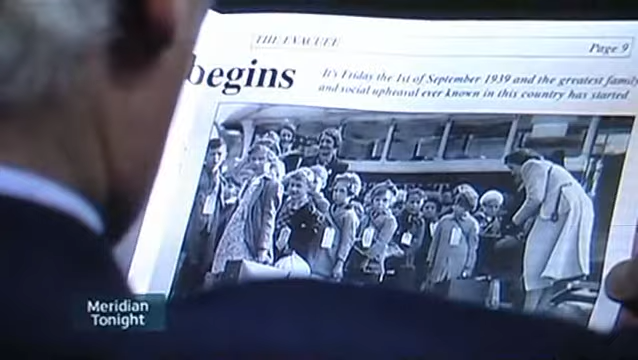 THE EVACUEE
Page 9
begins
It's Friday the 1st of September 1939 and the greatest family
and social upheaval ever known in this country has started
Meridian
Tonight